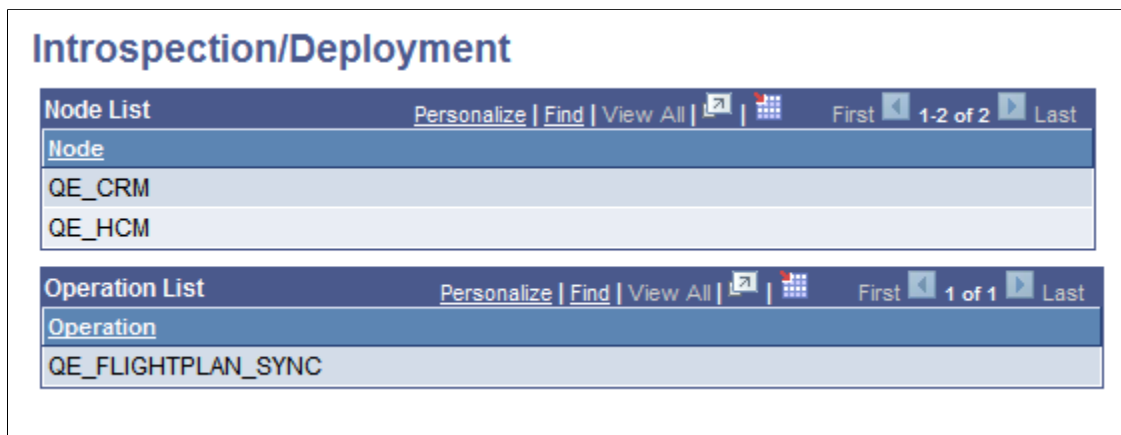 Introspection/Deployment
Node List Personalize | Find | View All | | First 1-2 of 2 Last
Node
QE_CRM
QE_HCM
Operation List Personalize | Find | View All | | First 1 of 1 Last
Operation
QE_FLIGHTPLAN_SYNC